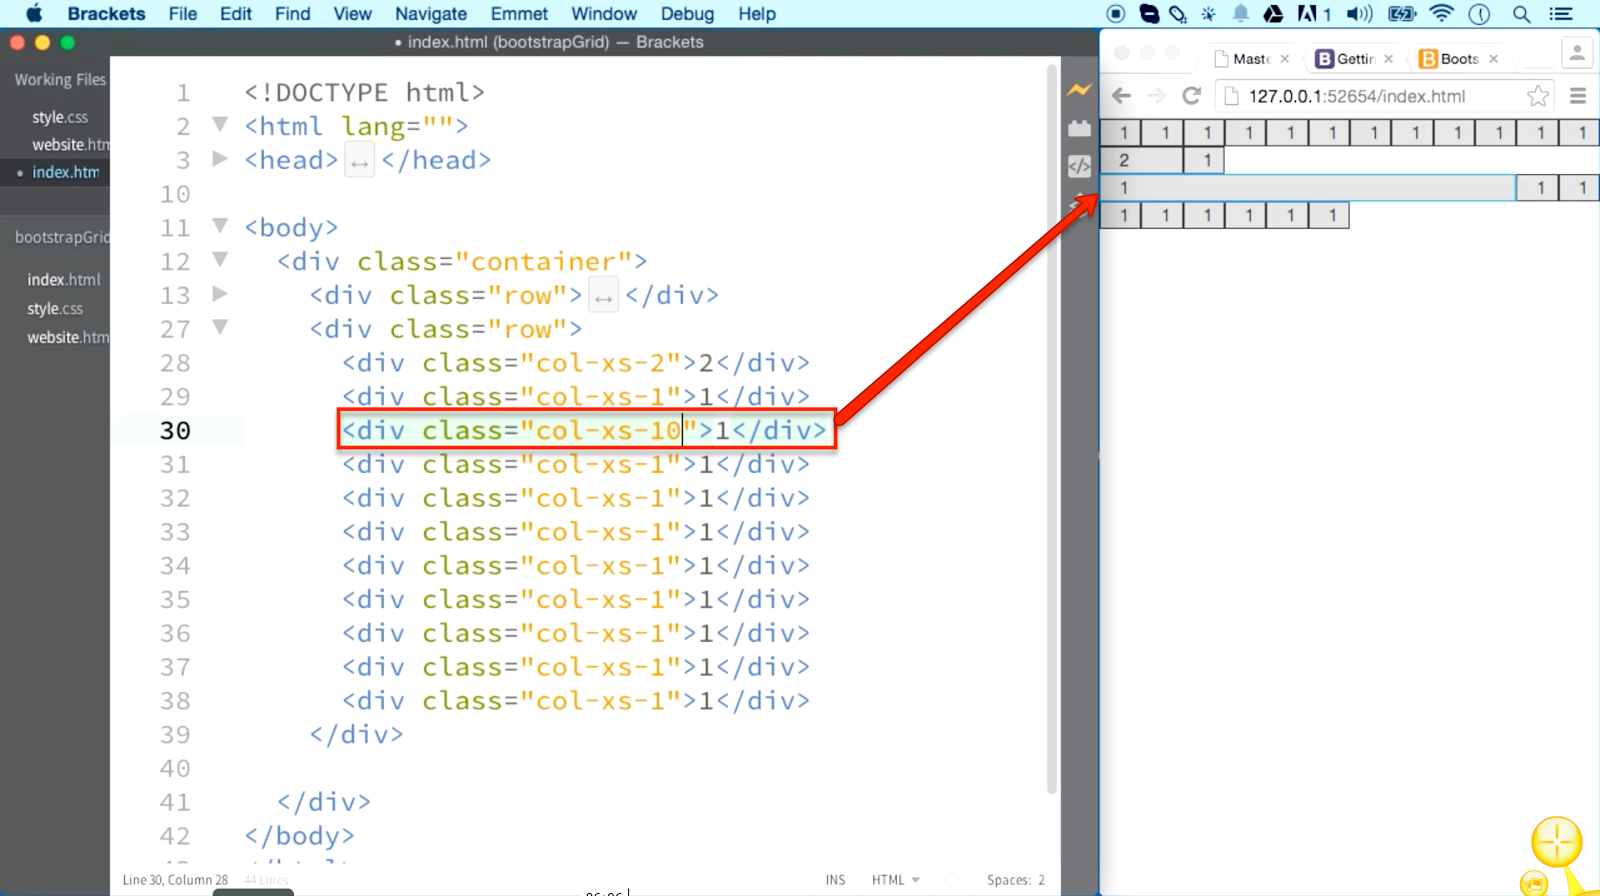 Brackets File Edit Find View Navigate Emmet Window Debug Help 1
• index.html (bootstrapGrid) — Brackets
Working Files
style.css
website.htm
• index.htm
bootstrapGrid
index.html
style.css
website.htm
1 <!DOCTYPE html>
2 <html lang="">
3 <head>↔</head>
10
11 <body>
12 <div class="container">
13 <div class="row">↔</div>
27 <div class="row">
28 <div class="col-xs-2">2</div>
29 <div class="col-xs-1">1</div>
30 <div class="col-xs-10">1</div>
31 <div class="col-xs-1">1</div>
32 <div class="col-xs-1">1</div>
33 <div class="col-xs-1">1</div>
34 <div class="col-xs-1">1</div>
35 <div class="col-xs-1">1</div>
36 <div class="col-xs-1">1</div>
37 <div class="col-xs-1">1</div>
38 <div class="col-xs-1">1</div>
39 </div>
40
41 </div>
42 </body>
Line 30, Column 28 44 Lines INS HTML Spaces: 2
Maste Gettin Boots
127.0.0.1:52654/index.html
1 1 1 1 1 1 1 1 1 1 1 1
2 1
1 1 1
1 1 1 1 1 1